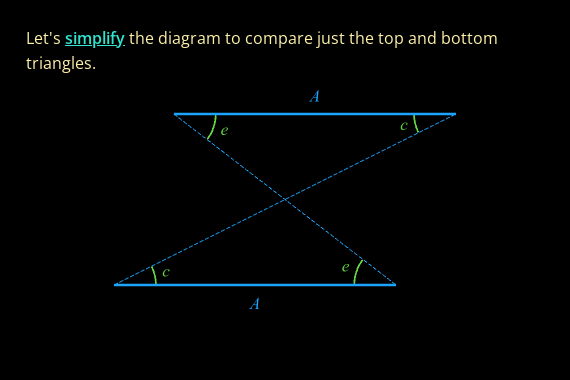 Let's simplify the diagram to compare just the top and bottom
triangles.
A
e
c
c
e
A